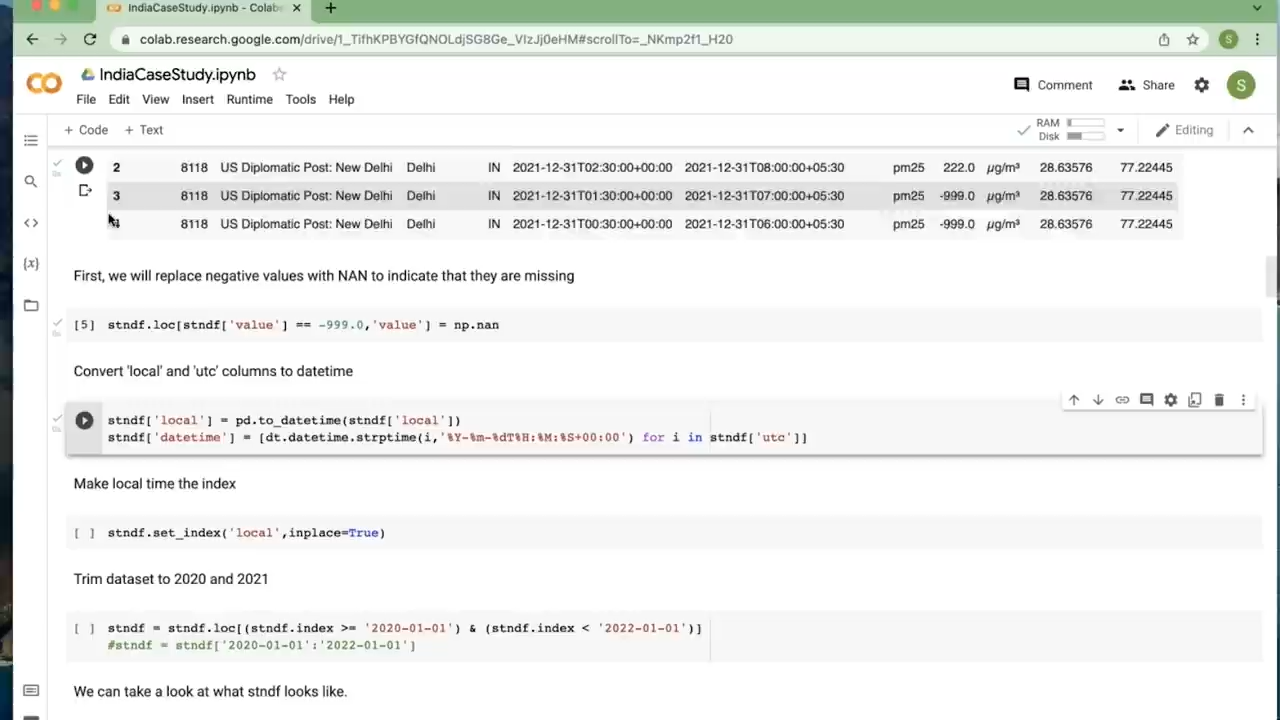 IndiaCaseStudy.ipynb - Colabe
colab.research.google.com/drive/1_TifhKPBYGfQNOLdjSG8Ge_VIzJj0eHM#scrollTo=_NKmp2f1_H20
S
IndiaCaseStudy.ipynb
Comment
Share
S
File Edit View Insert Runtime Tools Help
+ Code + Text
RAM
Disk
Editing
2 8118 US Diplomatic Post: New Delhi Delhi IN 2021-12-31T02:30:00+00:00 2021-12-31T08:00:00+05:30 pm25 222.0 µg/m³ 28.63576 77.22445
3 8118 US Diplomatic Post: New Delhi Delhi IN 2021-12-31T01:30:00+00:00 2021-12-31T07:00:00+05:30 pm25 -999.0 µg/m³ 28.63576 77.22445
4 8118 US Diplomatic Post: New Delhi Delhi IN 2021-12-31T00:30:00+00:00 2021-12-31T06:00:00+05:30 pm25 -999.0 µg/m³ 28.63576 77.22445
First, we will replace negative values with NAN to indicate that they are missing
[5] stndf.loc[stndf['value'] == -999.0,'value'] = np.nan
Convert 'local' and 'utc' columns to datetime
stndf['local'] = pd.to_datetime(stndf['local'])
stndf['datetime'] = [dt.datetime.strptime(i,'%Y-%m-%dT%H:%M:%S+00:00') for i in stndf['utc']]
Make local time the index
[ ] stndf.set_index('local',inplace=True)
Trim dataset to 2020 and 2021
[ ] stndf = stndf.loc[(stndf.index >= '2020-01-01') & (stndf.index < '2022-01-01')]
#stndf = stndf['2020-01-01':'2022-01-01']
We can take a look at what stndf looks like.